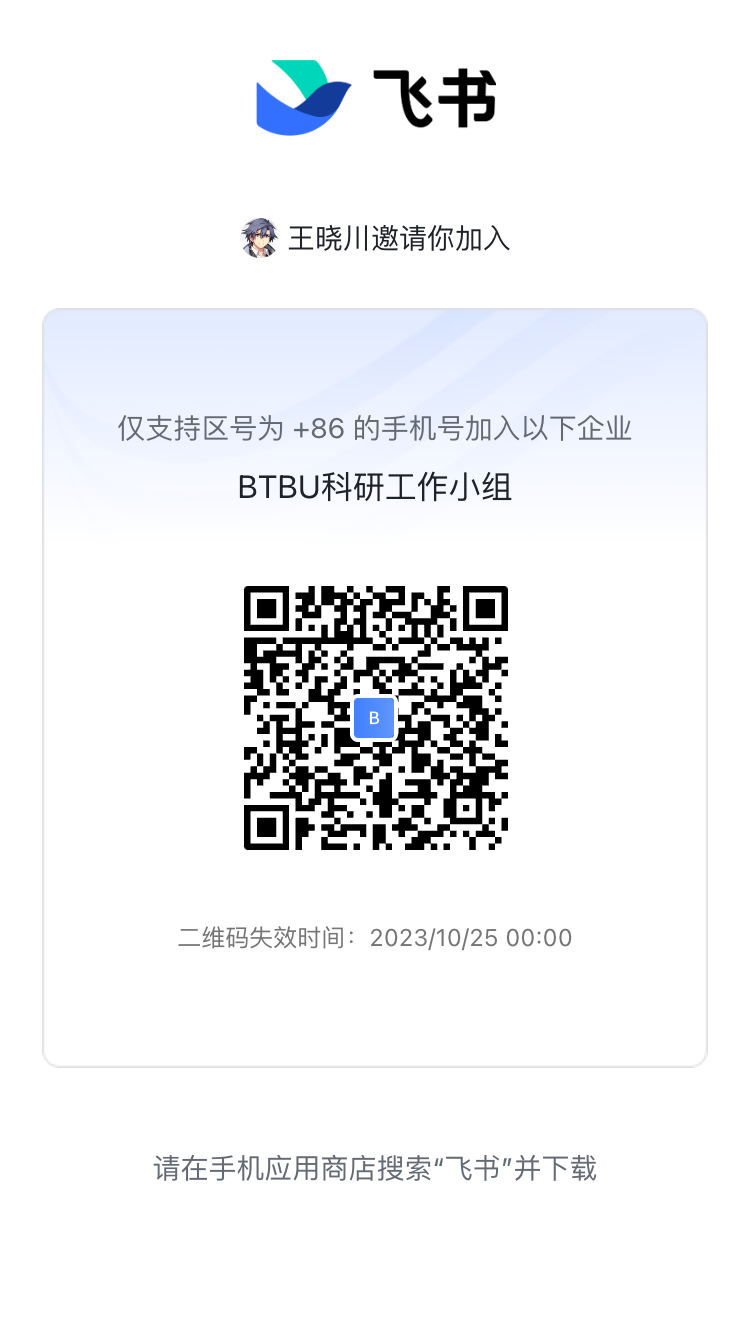 飞书
王晓川邀请你加入
仅支持区号为 +86 的手机号加入以下企业
BTBU科研工作小组
B
二维码失效时间：2023/10/25 00:00
请在手机应用商店搜索“飞书”并下载